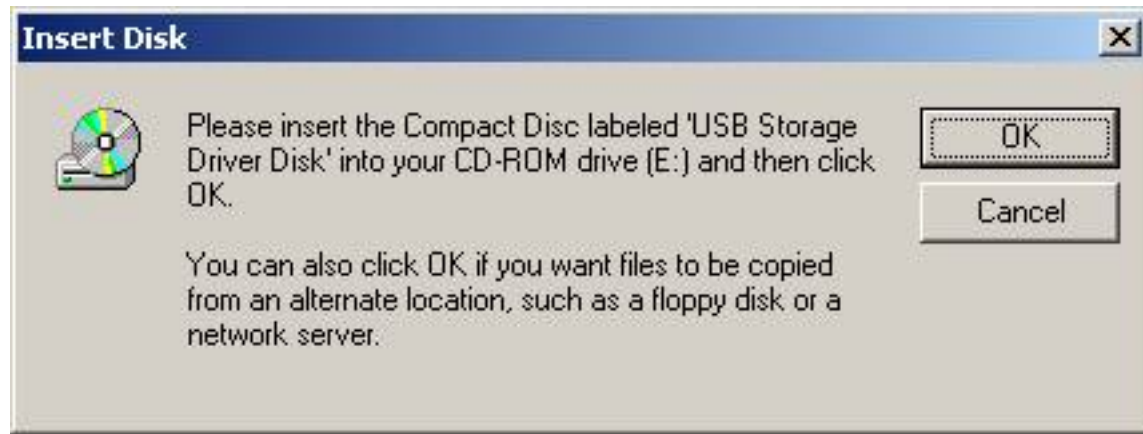 Insert Disk
Please insert the Compact Disc labeled 'USB Storage
Driver Disk' into your CD-ROM drive (E:) and then click
OK.
You can also click OK if you want files to be copied
from an alternate location, such as a floppy disk or a
network server.
OK
Cancel